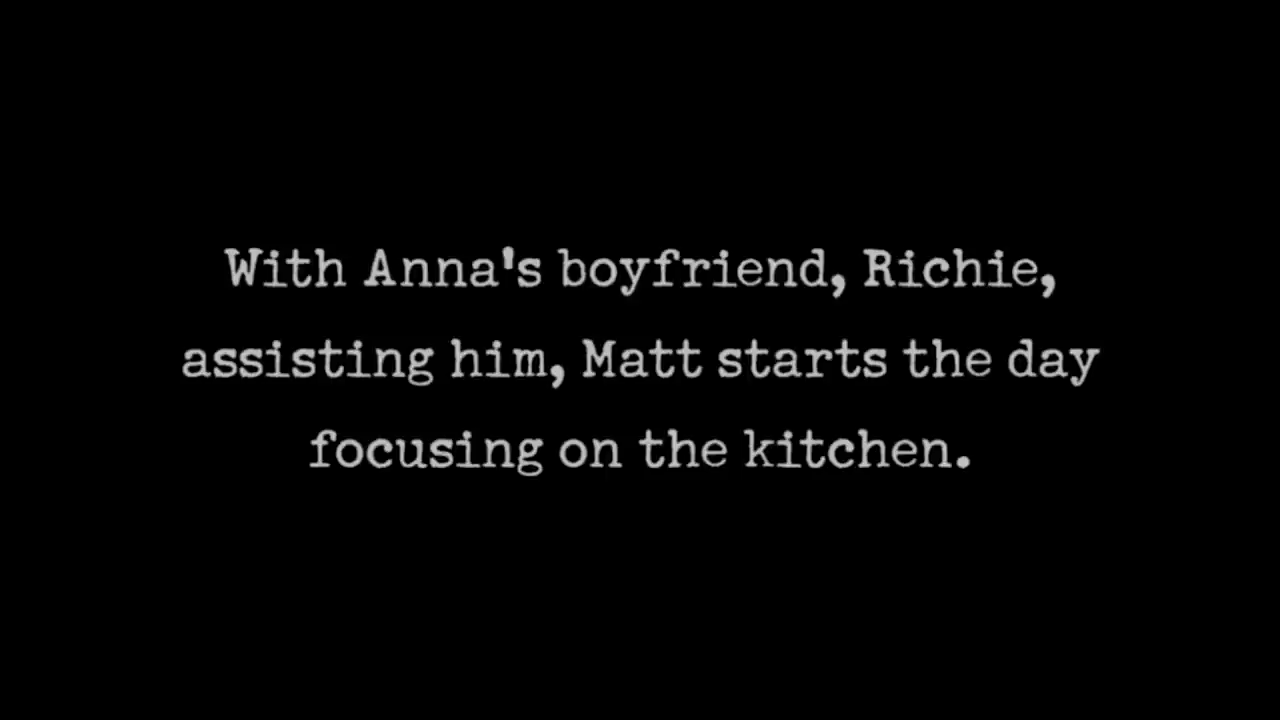 With Anna's boyfriend, Richie,
assisting him, Matt starts the day
focusing on the kitchen.